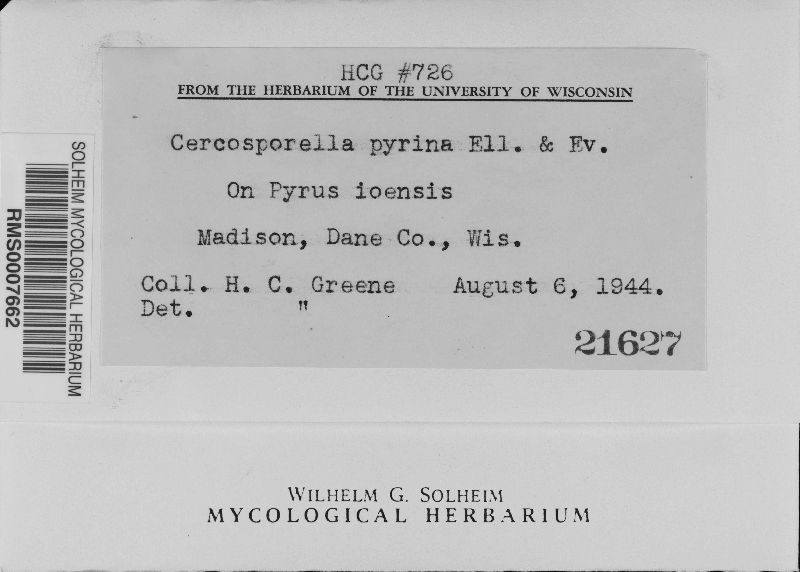 HCG #726
FROM THE HERBARIUM OF THE UNIVERSITY OF WISCONSIN
Cercosporella pyrina Ell. & Ev.
On Pyrus ioensis
Madison, Dane Co., Wis.
Coll. H. C. Greene August 6, 1944.
Det. "
21627
SOLHEIM MYCOLOGICAL HERBARIUM
RMS0007662
WILHELM G. SOLHEIM
MYCOLOGICAL HERBARIUM